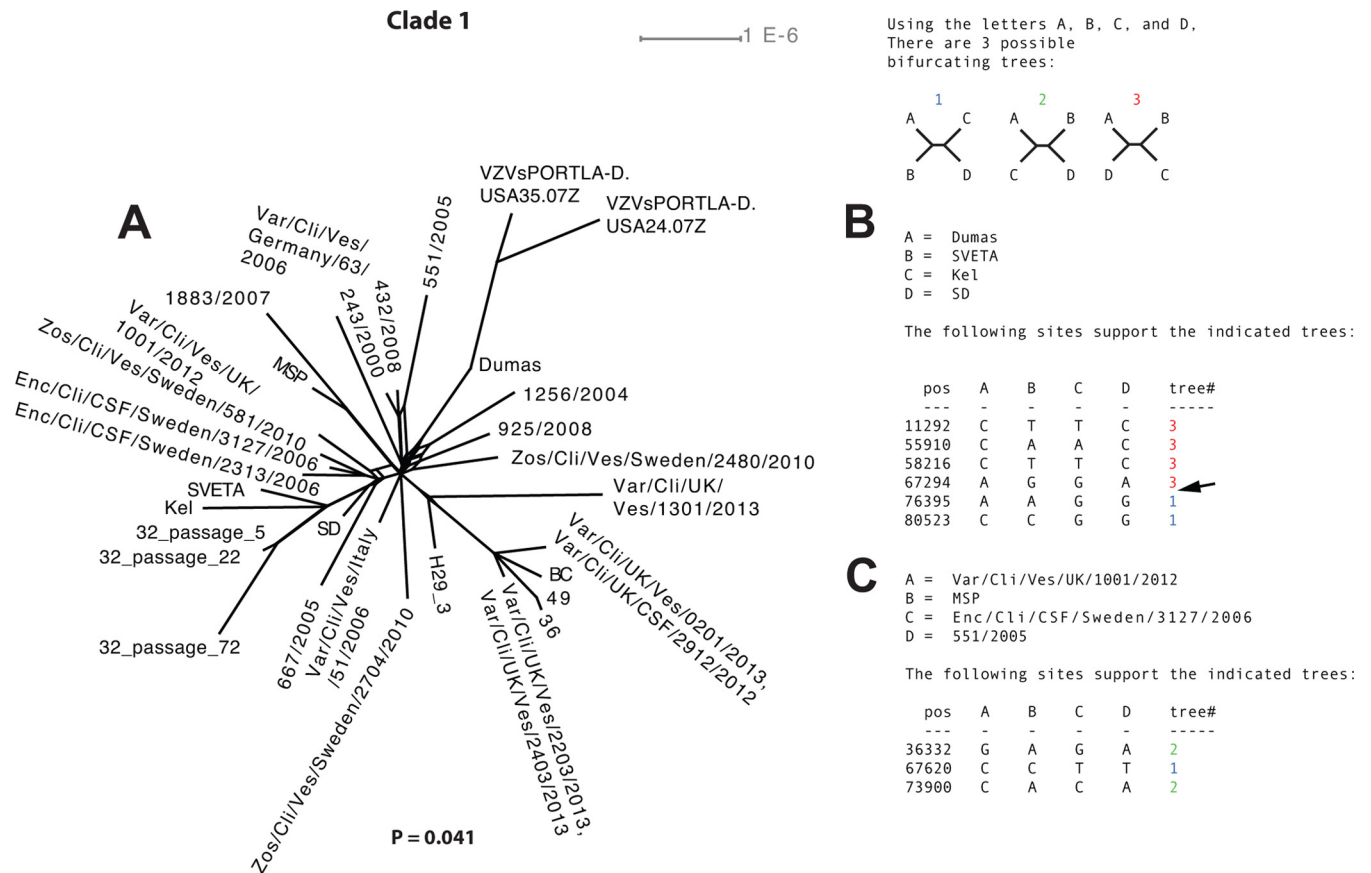 Clade 1
1 E-6
Using the letters A, B, C, and D,
There are 3 possible
bifurcating trees:
1 2 3
A C A B A B
B D C D D C
A
VZVsPORTLA-D.
USA35.07Z
VZVsPORTLA-D.
USA24.07Z
Var/Cli/Ves/
Germany/63/
2006
551/2005
432/2008
243/2000
1883/2007
MSP
Var/Cli/Ves/UK/
1001/2012
Zos/Cli/Ves/Sweden/581/2010
Enc/Cli/CSF/Sweden/3127/2006
Enc/Cli/CSF/Sweden/2313/2006
Dumas
1256/2004
925/2008
Zos/Cli/Ves/Sweden/2480/2010
Var/Cli/UK/
Ves/1301/2013
SVETA
Kel
SD
32_passage_5
32_passage_22
32_passage_72
667/2005
Var/Cli/Ves/Italy
/51/2006
Zos/Cli/Ves/Sweden/2704/2010
H29_3
Var/Cli/UK/Ves/0201/2013,
Var/Cli/UK/CSF/2912/2012
BC
49
36
Var/Cli/UK/Ves/2203/2013,
Var/Cli/UK/Ves/2403/2013
P = 0.041
B
A = Dumas
B = SVETA
C = Kel
D = SD
The following sites support the indicated trees:
pos A B C D tree#
--- - - - - -----
11292 C T T C 3
55910 C A A C 3
58216 C T T C 3
67294 A G G A 3
76395 A A G G 1
80523 C C G G 1
C
A = Var/Cli/Ves/UK/1001/2012
B = MSP
C = Enc/Cli/CSF/Sweden/3127/2006
D = 551/2005
The following sites support the indicated trees:
pos A B C D tree#
--- - - - - -----
36332 G A G A 2
67620 C C T T 1
73900 C A C A 2